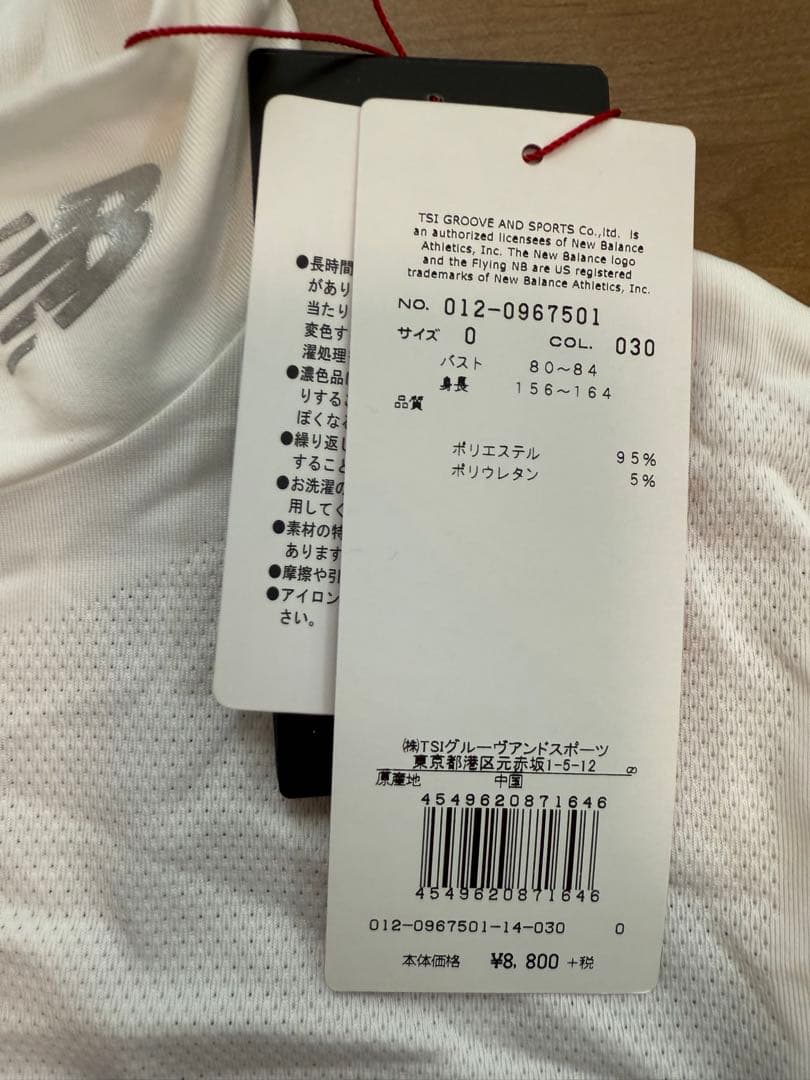 NB
●長時間
があり
当たり
変色す
濯処理
●濃色品
りする
ぽくな
●繰り返し
すること
●お洗濯の
用してく
●素材の特
あります
●摩擦や引
●アイロン
さい。
TSI GROOVE AND SPORTS Co.,ltd. is
an authorized licensees of New Balance
Athletics, Inc. The New Balance logo
and the Flying NB are US registered
trademarks of New Balance Athletics, Inc.
NO. 012-0967501
サイズ 0 COL. 030
バスト 80～84
身長 156～164
品質
ポリエステル 95%
ポリウレタン 5%
㈱TSIグルーヴアンドスポーツ
東京都港区元赤坂1-5-12
原産地 中国
4549620871646
4549620871646
012-0967501-14-030 0
本体価格 ¥8,800 +税